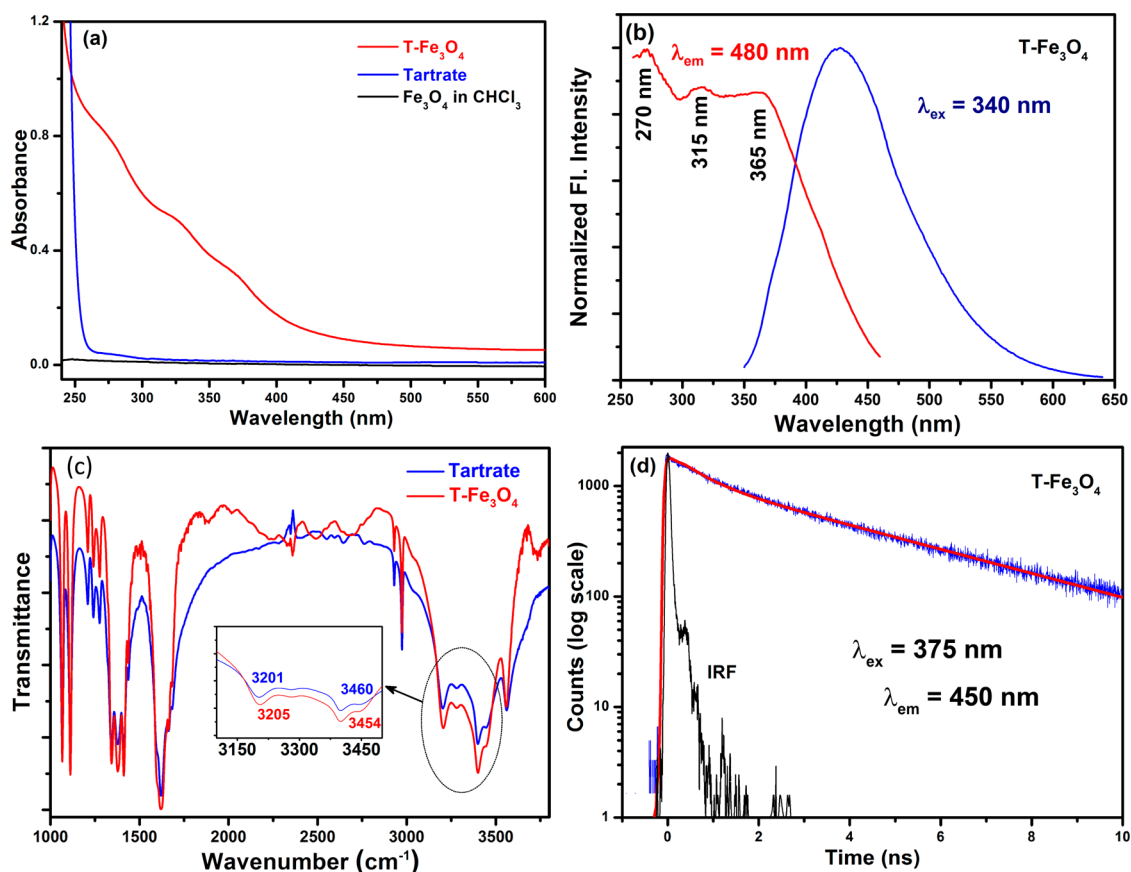 (a)
T-Fe₃O₄
Tartrate
Fe₃O₄ in CHCl₃
1.2
0.8
0.4
0.0
Absorbance
250 300 350 400 450 500 550 600
Wavelength (nm)
(b)
λem = 480 nm
T-Fe₃O₄
270 nm
315 nm
365 nm
λex = 340 nm
Normalized Fl. Intensity
250 300 350 400 450 500 550 600 650
Wavelength (nm)
(c)
Tartrate
T-Fe₃O₄
Transmittance
3201
3460
3205
3454
3150 3300 3450
1000 1500 2000 2500 3000 3500
Wavenumber (cm⁻¹)
(d)
T-Fe₃O₄
1000
100
10
1
Counts (log scale)
λex = 375 nm
λem = 450 nm
IRF
0 2 4 6 8 10
Time (ns)